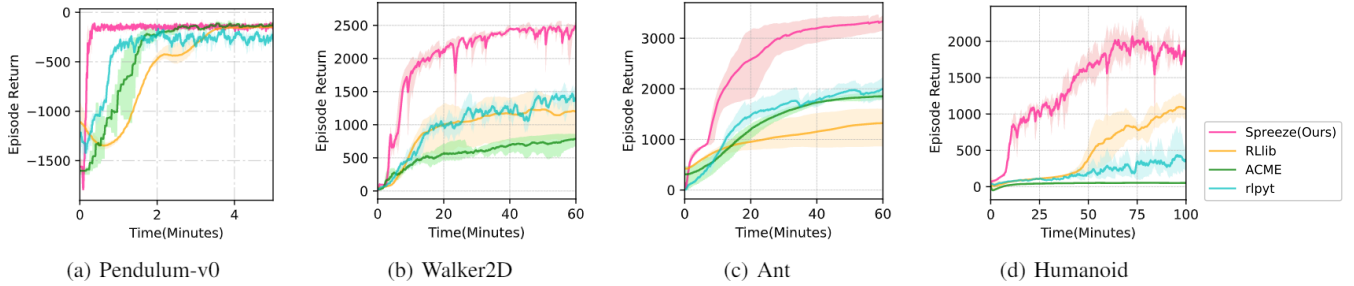 Episode Return
0
−500
−1000
−1500
0
2
4
Time(Minutes)
(a) Pendulum-v0
Episode Return
2500
2000
1500
1000
500
0
0
20
40
60
Time(Minutes)
(b) Walker2D
Episode Return
3000
2000
1000
0
0
20
40
60
Time(Minutes)
(c) Ant
Episode Return
2000
1500
1000
500
0
0
25
50
75
100
Time(Minutes)
(d) Humanoid
Spreeze(Ours)
RLlib
ACME
rlpyt